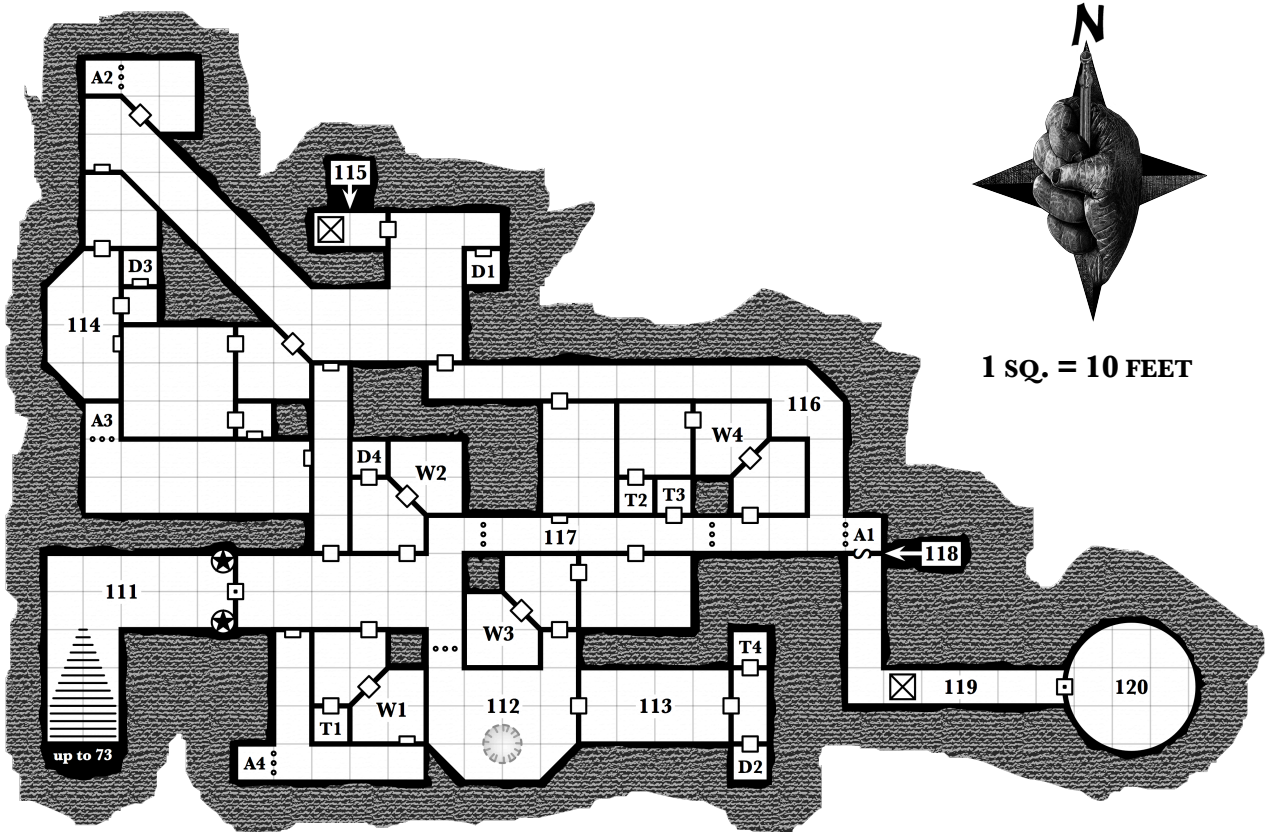 N
A2
115
D3
D1
114
1 SQ. = 10 FEET
116
A3
W4
D4
W2
T2
T3
117
A1
S
118
111
W3
T4
W1
112
113
119
120
T1
up to 73
A4
D2